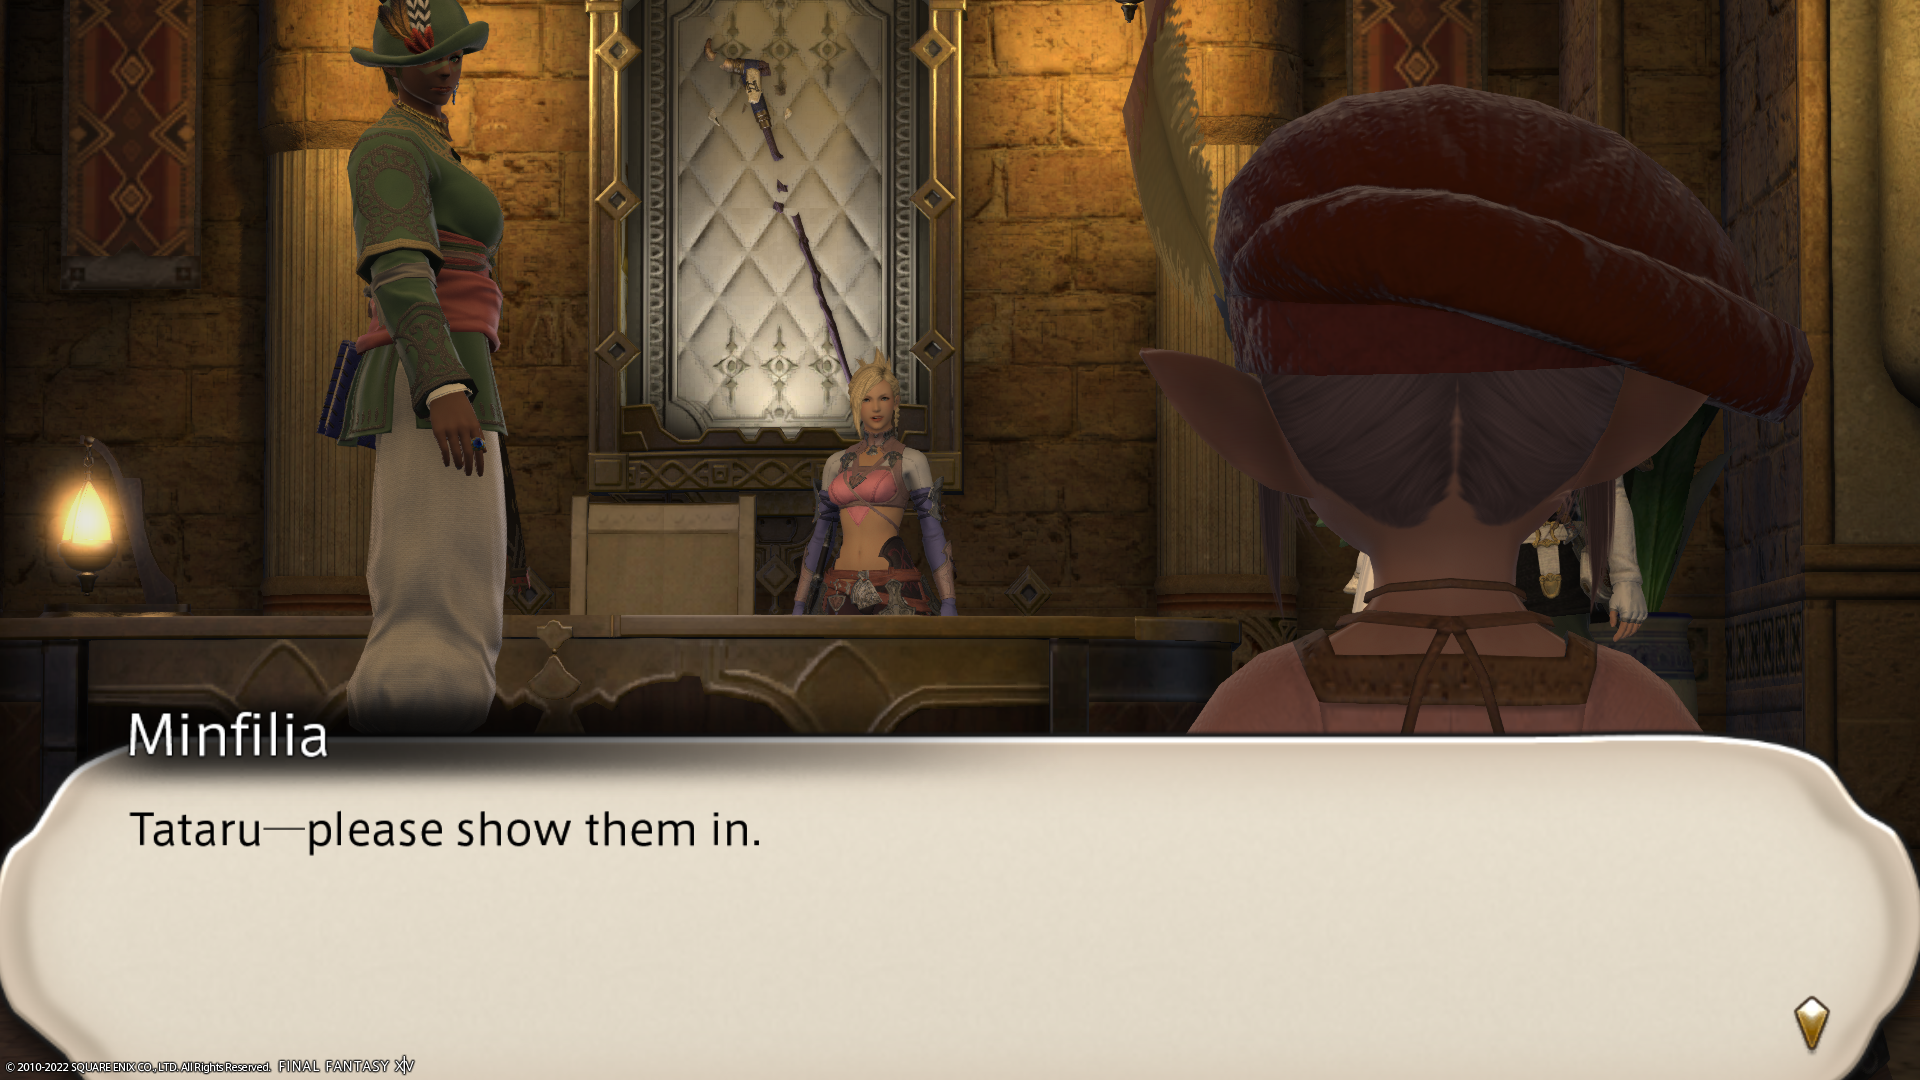 Minfilia
Tataru—please show them in.
© 2010-2022 SQUARE ENIX CO., LTD. All Rights Reserved. FINAL FANTASY XIV